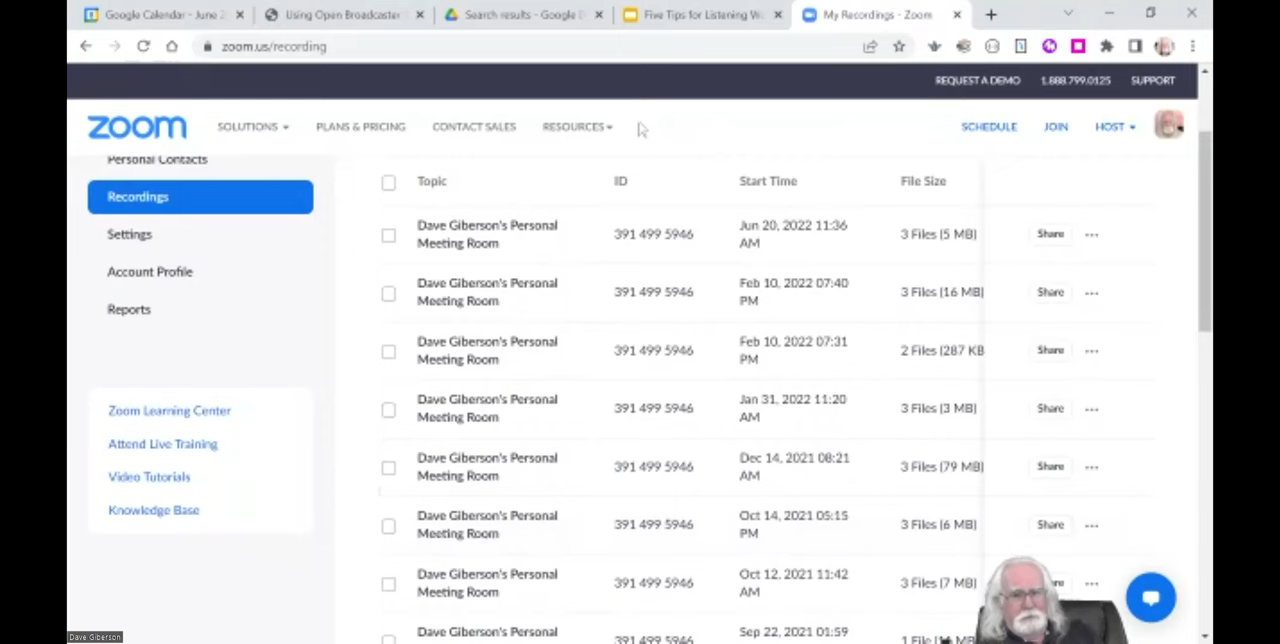 Google Calendar - June 2
Using Open Broadcaster
Search results - Google D
Five Tips for Listening W
My Recordings - Zoom
zoom.us/recording
REQUEST A DEMO 1.888.799.0125 SUPPORT
zoom SOLUTIONS PLANS & PRICING CONTACT SALES RESOURCES SCHEDULE JOIN HOST
Personal Contacts
Recordings
Settings
Account Profile
Reports
Zoom Learning Center
Attend Live Training
Video Tutorials
Knowledge Base
Topic ID Start Time File Size
Dave Giberson's Personal 391 499 5946 Jun 20, 2022 11:36 3 Files (5 MB) Share
Meeting Room AM
Dave Giberson's Personal 391 499 5946 Feb 10, 2022 07:40 3 Files (16 MB) Share
Meeting Room PM
Dave Giberson's Personal 391 499 5946 Feb 10, 2022 07:31 2 Files (287 KB Share
Meeting Room PM
Dave Giberson's Personal 391 499 5946 Jan 31, 2022 11:20 3 Files (3 MB) Share
Meeting Room AM
Dave Giberson's Personal 391 499 5946 Dec 14, 2021 08:21 3 Files (79 MB) Share
Meeting Room AM
Dave Giberson's Personal 391 499 5946 Oct 14, 2021 05:15 3 Files (6 MB) Share
Meeting Room PM
Dave Giberson's Personal 391 499 5946 Oct 12, 2021 11:42 3 Files (7 MB)
Meeting Room AM
Dave Giberson's Personal 391 499 5946 Sep 22, 2021 01:59 1 File
Dave Giberson